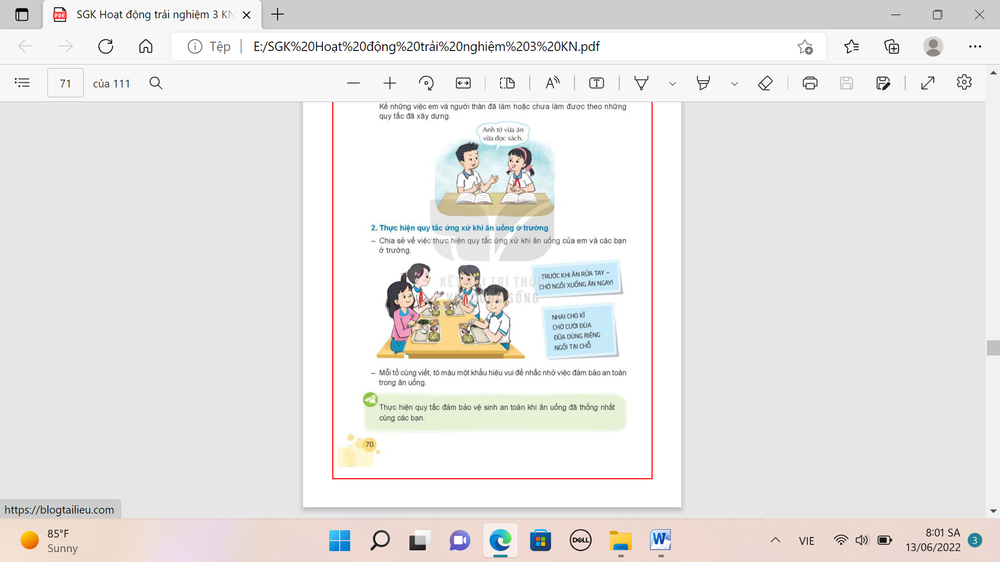 SGK Hoạt động trải nghiệm 3 KN
Tệp
E:/SGK%20Hoạt%20động%20trải%20nghiệm%203%20KN.pdf
71
của 111
Kể những việc em và người thân đã làm hoặc chưa làm được theo những
quy tắc đã xây dựng.
Anh tớ vừa ăn
vừa đọc sách.
2. Thực hiện quy tắc ứng xử khi ăn uống ở trường
– Chia sẻ về việc thực hiện quy tắc ứng xử khi ăn uống của em và các bạn
ở trường.
TRƯỚC KHI ĂN RỬA TAY –
CHỚ NGỒI XUỐNG ĂN NGAY!
KẾT NỐI TRI THỨC
VỚI CUỘC SỐNG
NHAI CHO KĨ
CHỚ CƯỜI ĐÙA
ĐŨA DÙNG RIÊNG
NGỒI TẠI CHỖ
– Mỗi tổ cùng viết, tô màu một khẩu hiệu vui để nhắc nhở việc đảm bảo an toàn
trong ăn uống.
Thực hiện quy tắc đảm bảo vệ sinh an toàn khi ăn uống đã thống nhất
cùng các bạn.
70
https://blogtailieu.com
85°F
Sunny
DELL
VIE
8:01 SA
13/06/2022
3